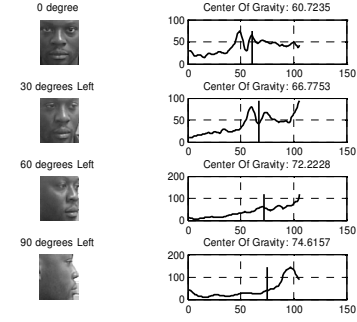 0 degree
Center Of Gravity: 60.7235
100
50
0
0 50 100 150
30 degrees Left
Center Of Gravity: 66.7753
100
50
0
0 50 100 150
60 degrees Left
Center Of Gravity: 72.2228
200
100
0
0 50 100 150
90 degrees Left
Center Of Gravity: 74.6157
200
100
0
0 50 100 150